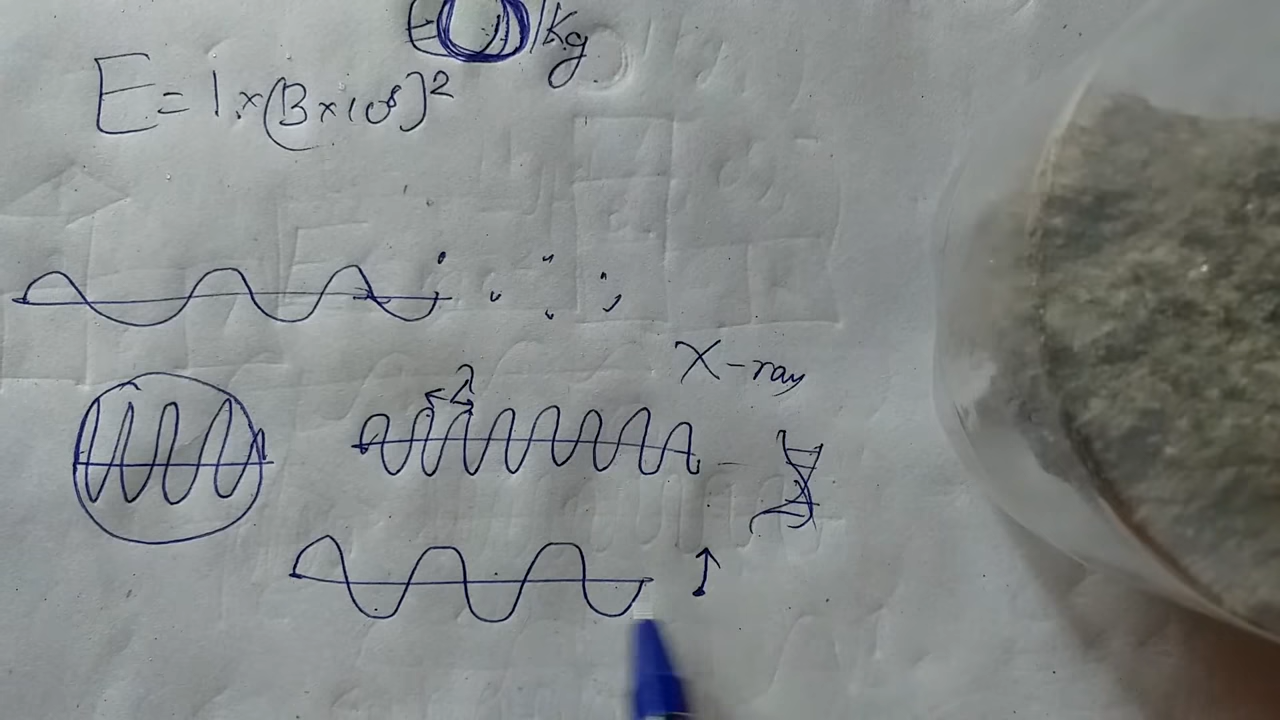 /Kg
E = 1 × (3 × 10⁸)²
λ
X-ray